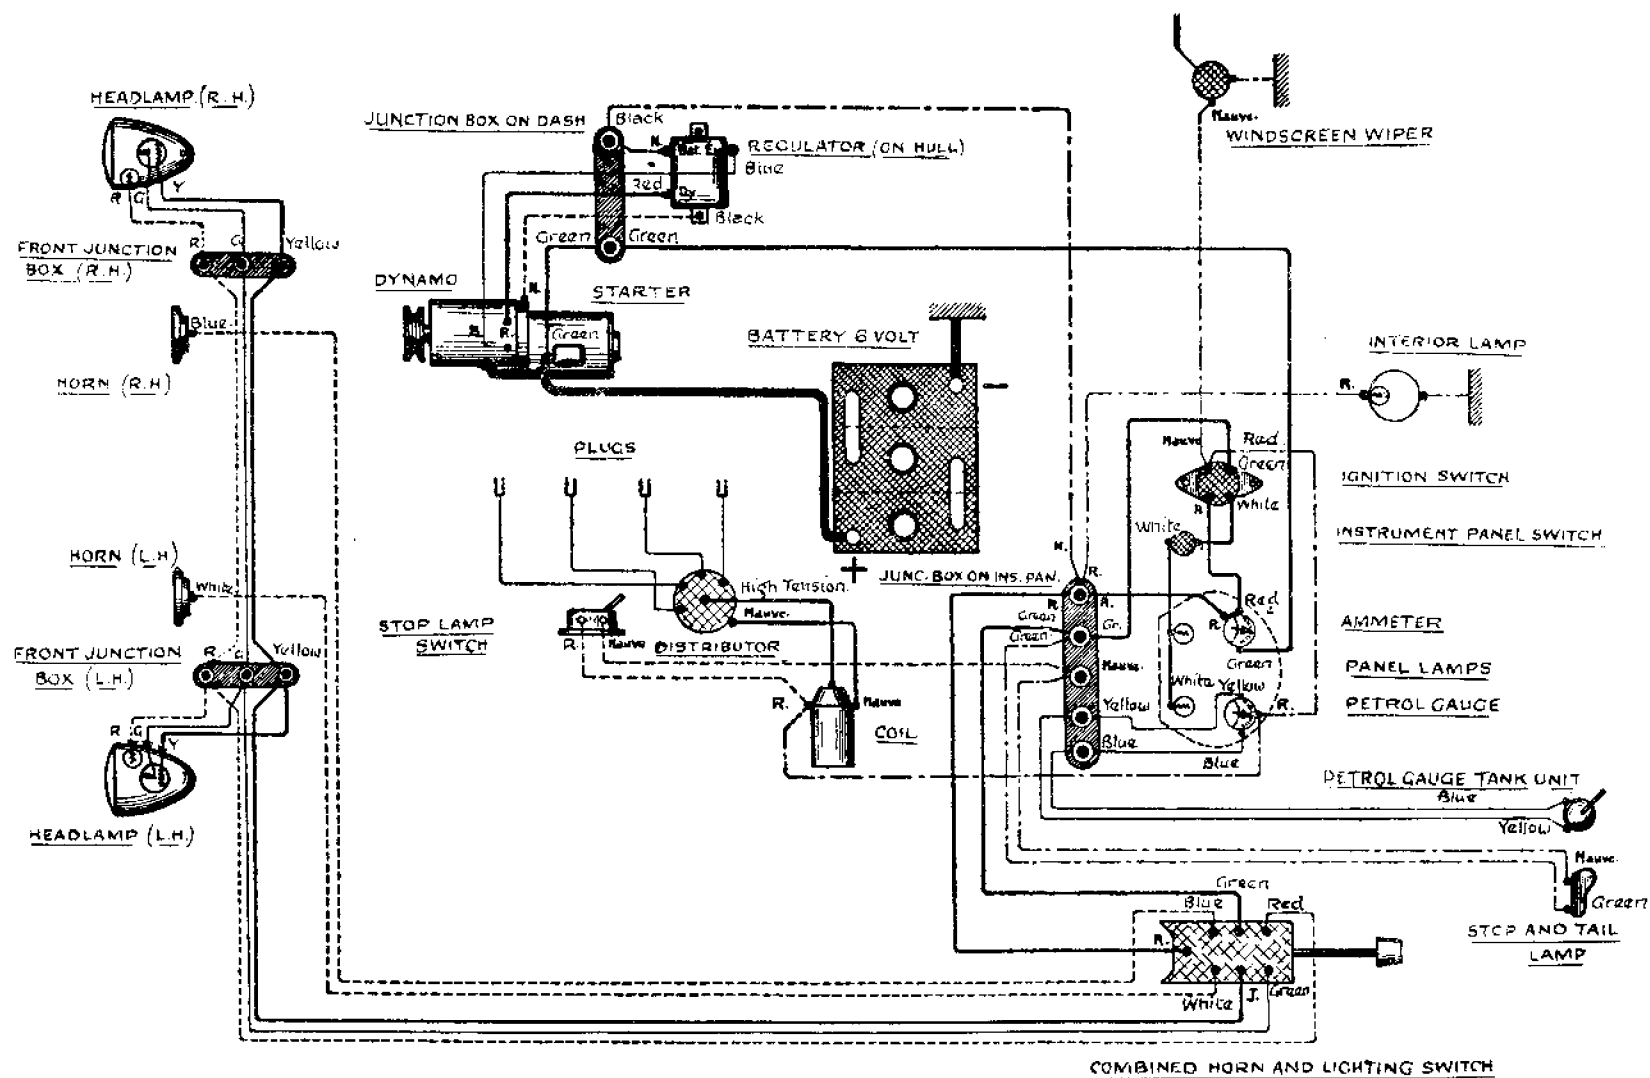 HEADLAMP. (R.H.)
R G Y
R. G Yellow
FRONT JUNCTION
BOX (R.H.)
Blue.
HORN (R.H)
HORN (L.H)
White
FRONT JUNCTION
BOX (L.H.)
R. G. Yellow
R G Y
HEADLAMP (L.H.)
JUNCTION BOX ON DASH
Black
N.
Bat. E.
REGULATOR (ON HULL)
Blue
Red
Dy.
Black
Green Green
DYNAMO
N.
STARTER
B. R. Green
BATTERY 6 VOLT
−
+
PLUGS
High Tension.
Mauve.
STOP LAMP
SWITCH
R. Mauve
DISTRIBUTOR
R. Mauve
COIL
Mauve.
WINDSCREEN WIPER
INTERIOR LAMP
R.
Mauve Red
Green
IGNITION SWITCH
R White
White
INSTRUMENT PANEL SWITCH
N. R.
JUNC. BOX ON INS. PAN.
R. R.
Green Gr.
Green
Mauve.
Yellow
Blue
Red
R.
AMMETER
Green
PANEL LAMPS
White Yellow
R.
PETROL GAUGE
Blue
PETROL GAUGE TANK UNIT
Blue
Yellow
Mauve.
Green
STOP AND TAIL
LAMP
Green
Blue Red
R.
White J. Green
COMBINED HORN AND LIGHTING SWITCH